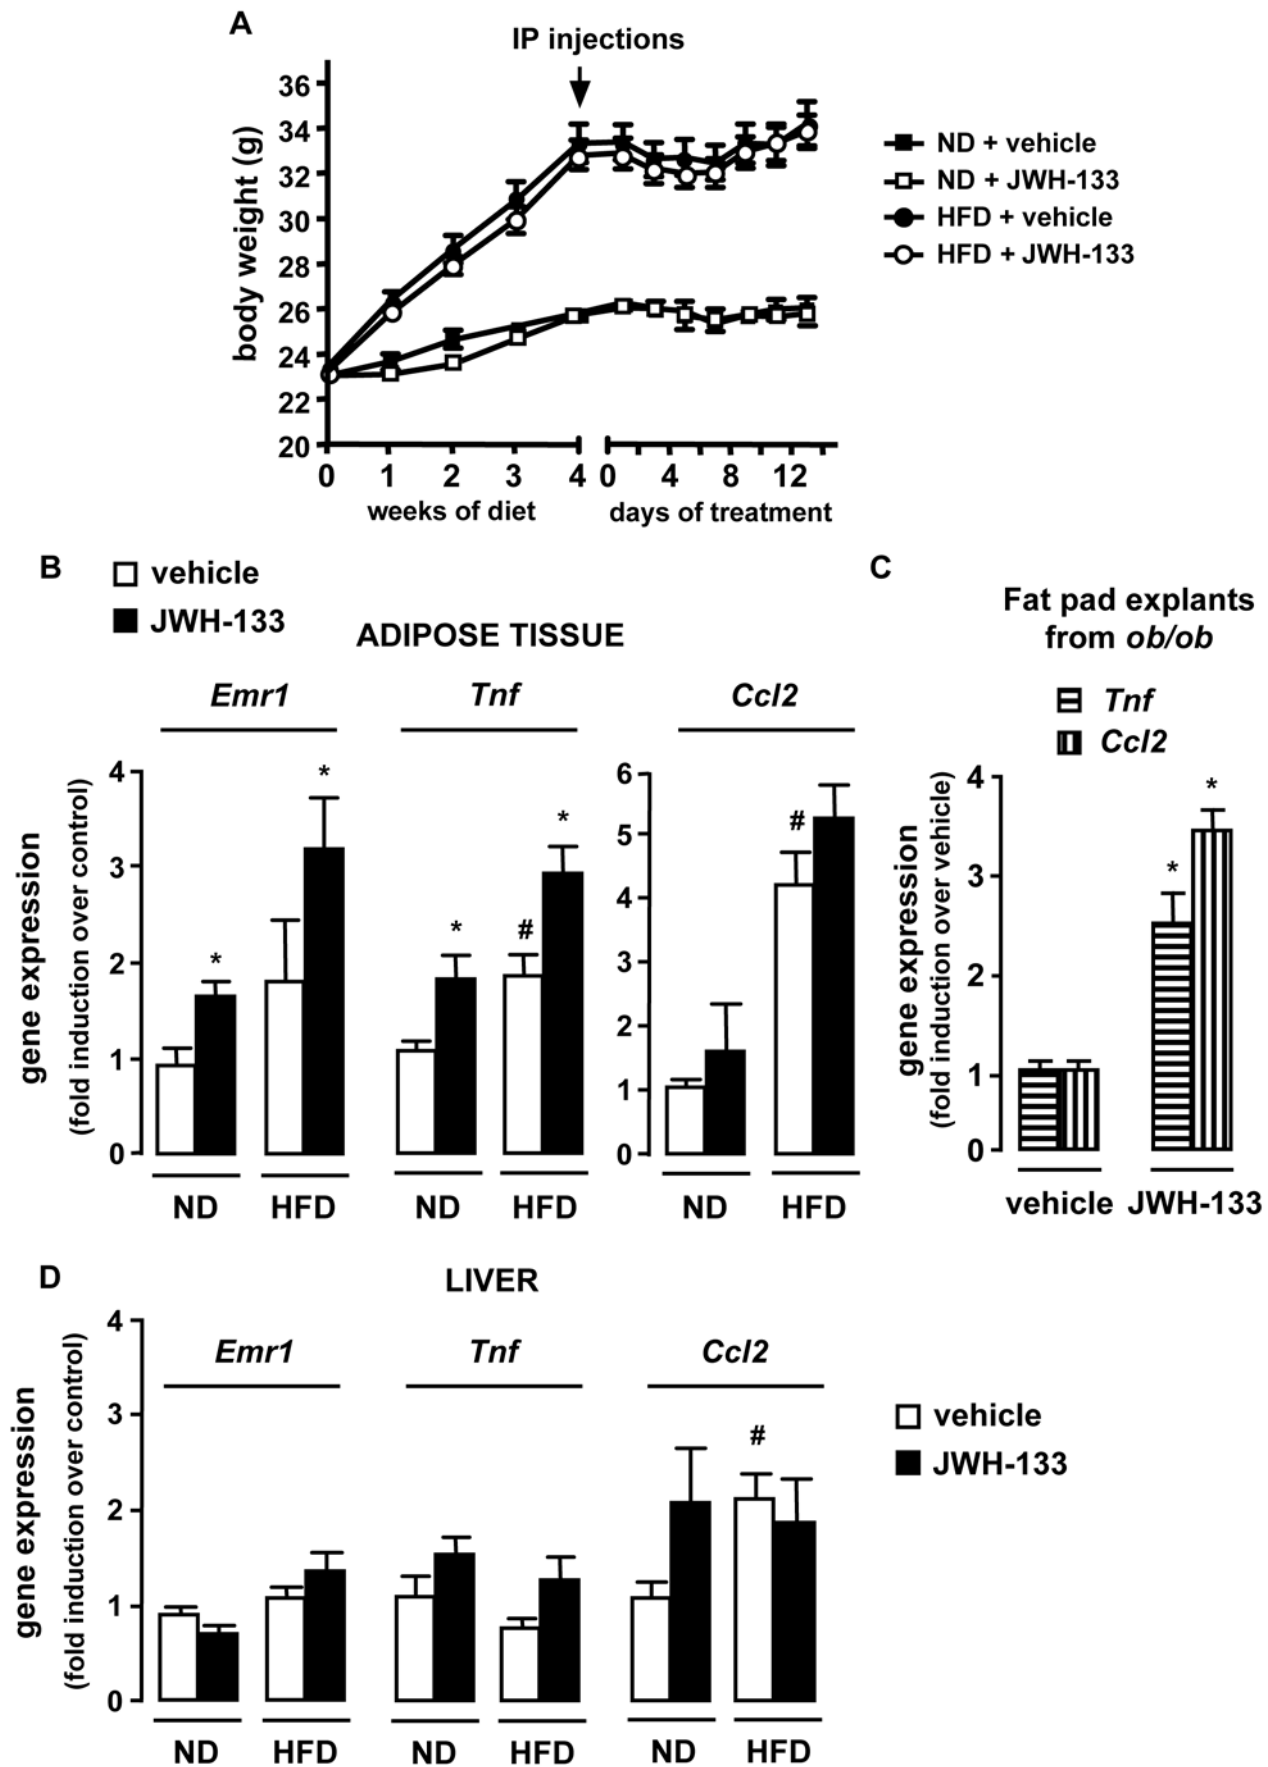 A
IP injections
body weight (g)
36
34
32
30
28
26
24
22
20
0 1 2 3 4 0 4 8 12
weeks of diet days of treatment
ND + vehicle
ND + JWH-133
HFD + vehicle
HFD + JWH-133
B
vehicle
JWH-133
ADIPOSE TISSUE
Emr1 Tnf Ccl2
gene expression
(fold induction over control)
4
3
2
1
0
* * * # *
6
5
4
3
2
1
0
#
ND HFD ND HFD ND HFD
C
Fat pad explants
from ob/ob
Tnf
Ccl2
gene expression
(fold induction over vehicle)
4
3
2
1
0
* *
vehicle JWH-133
D
LIVER
Emr1 Tnf Ccl2
gene expression
(fold induction over control)
4
3
2
1
0
#
vehicle
JWH-133
ND HFD ND HFD ND HFD